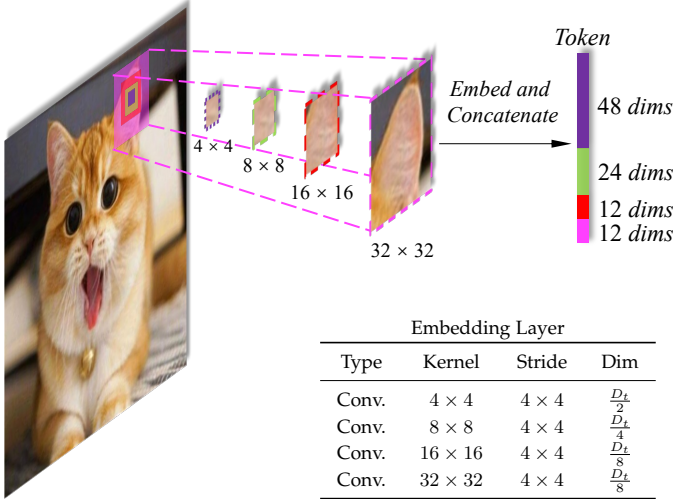 Token
Embed and
Concatenate
48 dims
24 dims
12 dims
12 dims
4 × 4
8 × 8
16 × 16
32 × 32
Embedding Layer
Type Kernel Stride Dim
Conv. 4 × 4 4 × 4 D_t/2
Conv. 8 × 8 4 × 4 D_t/4
Conv. 16 × 16 4 × 4 D_t/8
Conv. 32 × 32 4 × 4 D_t/8